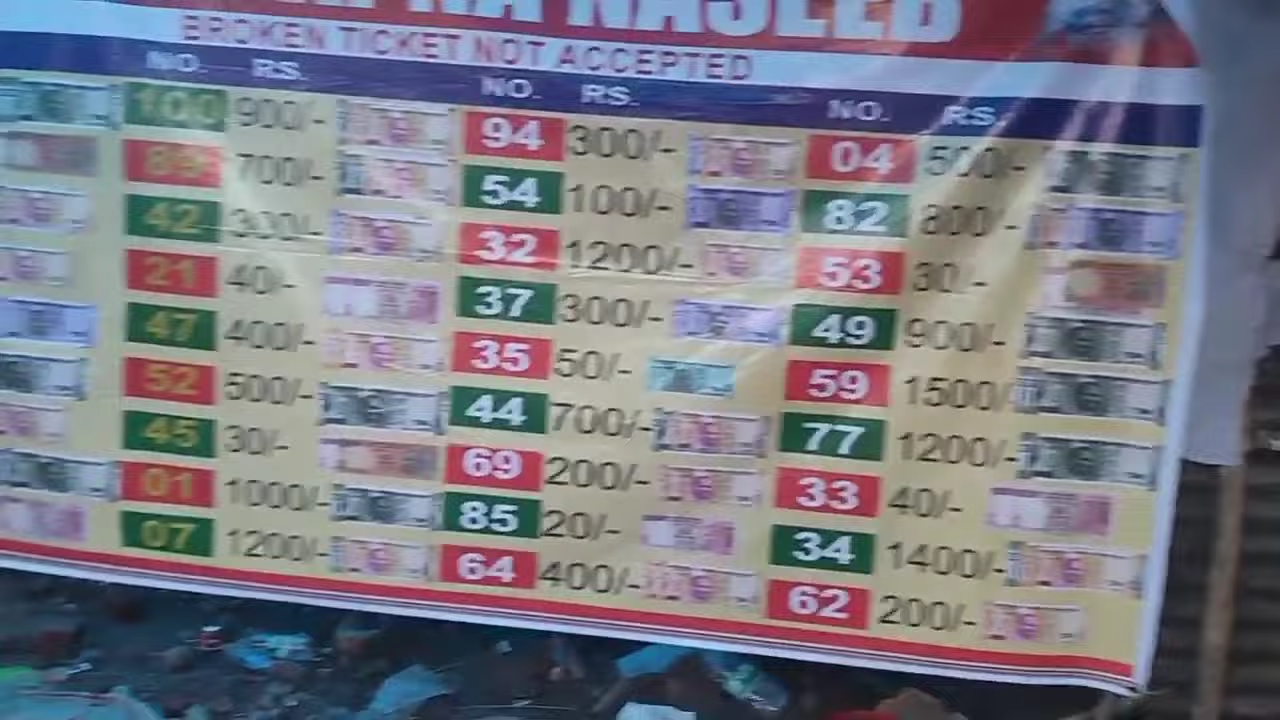 NA NASEEB
BROKEN TICKET NOT ACCEPTED
NO. RS. NO. RS. NO. RS.
100 900/- 94 300/- 04 500/-
89 700/- 54 100/- 82 800/-
42 300/- 32 1200/- 53 30/-
21 40/- 37 300/- 49 900/-
47 400/- 35 50/- 59 1500/
52 500/- 44 700/- 77 1200/-
45 30/- 69 200/- 33 40/-
01 1000/- 85 20/- 34 1400/-
07 1200/- 64 400/- 62 200/-